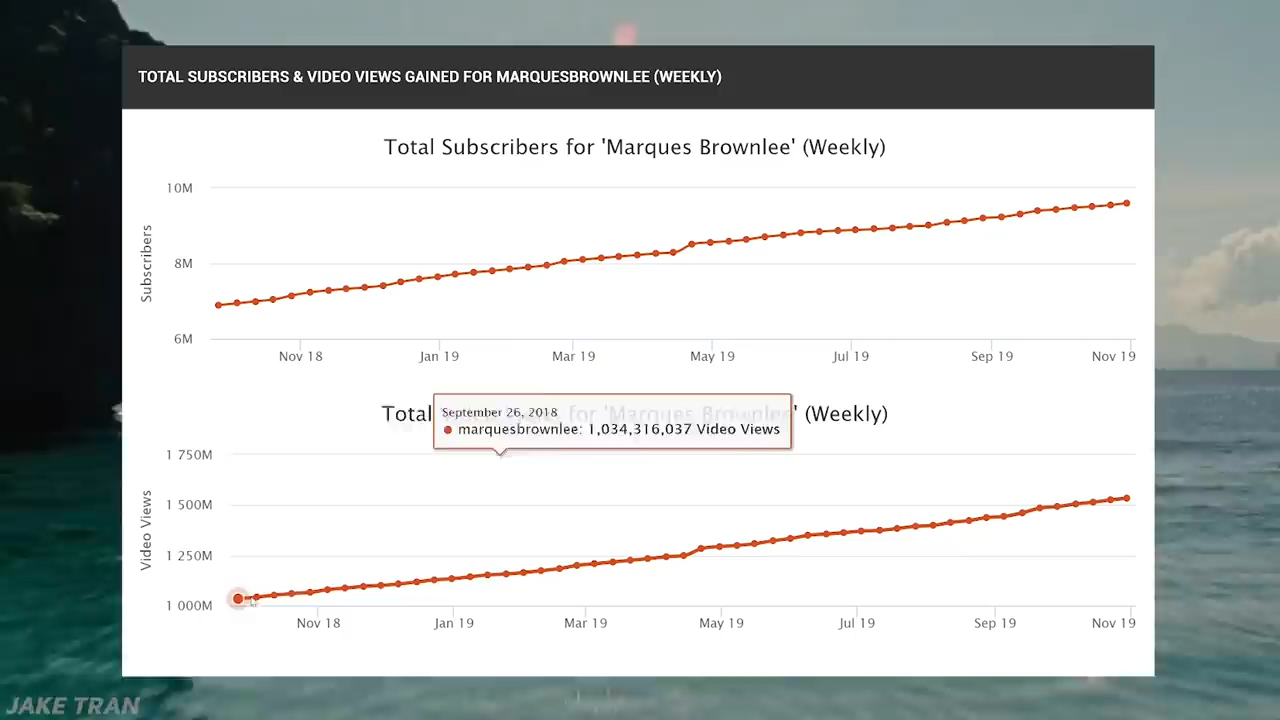 TOTAL SUBSCRIBERS & VIDEO VIEWS GAINED FOR MARQUESBROWNLEE (WEEKLY)
Total Subscribers for 'Marques Brownlee' (Weekly)
10M
8M
6M
Subscribers
Nov 18 Jan 19 Mar 19 May 19 Jul 19 Sep 19 Nov 19
Total for 'Marques Brownlee' (Weekly)
September 26, 2018
marquesbrownlee: 1,034,316,037 Video Views
1 750M
1 500M
1 250M
1 000M
Video Views
Nov 18 Jan 19 Mar 19 May 19 Jul 19 Sep 19 Nov 19
JAKE TRAN